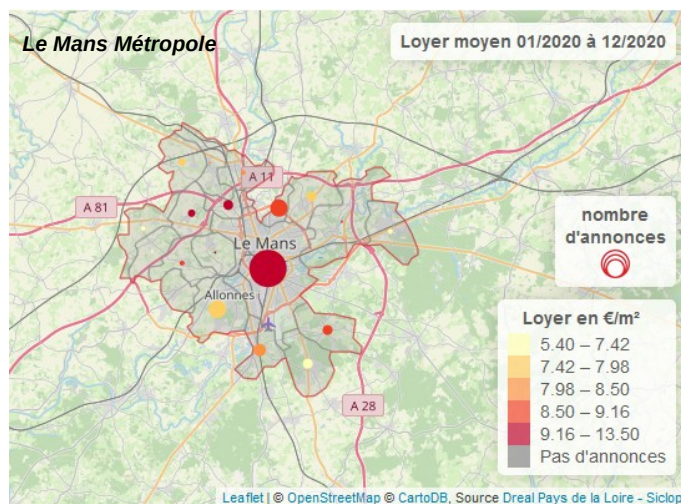 Le Mans Métropole
Loyer moyen 01/2020 à 12/2020
A 11
A 81
Le Mans
Allonnes
A 28
nombre
d'annonces
Loyer en €/m²
5.40 – 7.42
7.42 – 7.98
7.98 – 8.50
8.50 – 9.16
9.16 – 13.50
Pas d'annonces
Leaflet | © OpenStreetMap © CartoDB, Source Dreal Pays de la Loire - Siclop